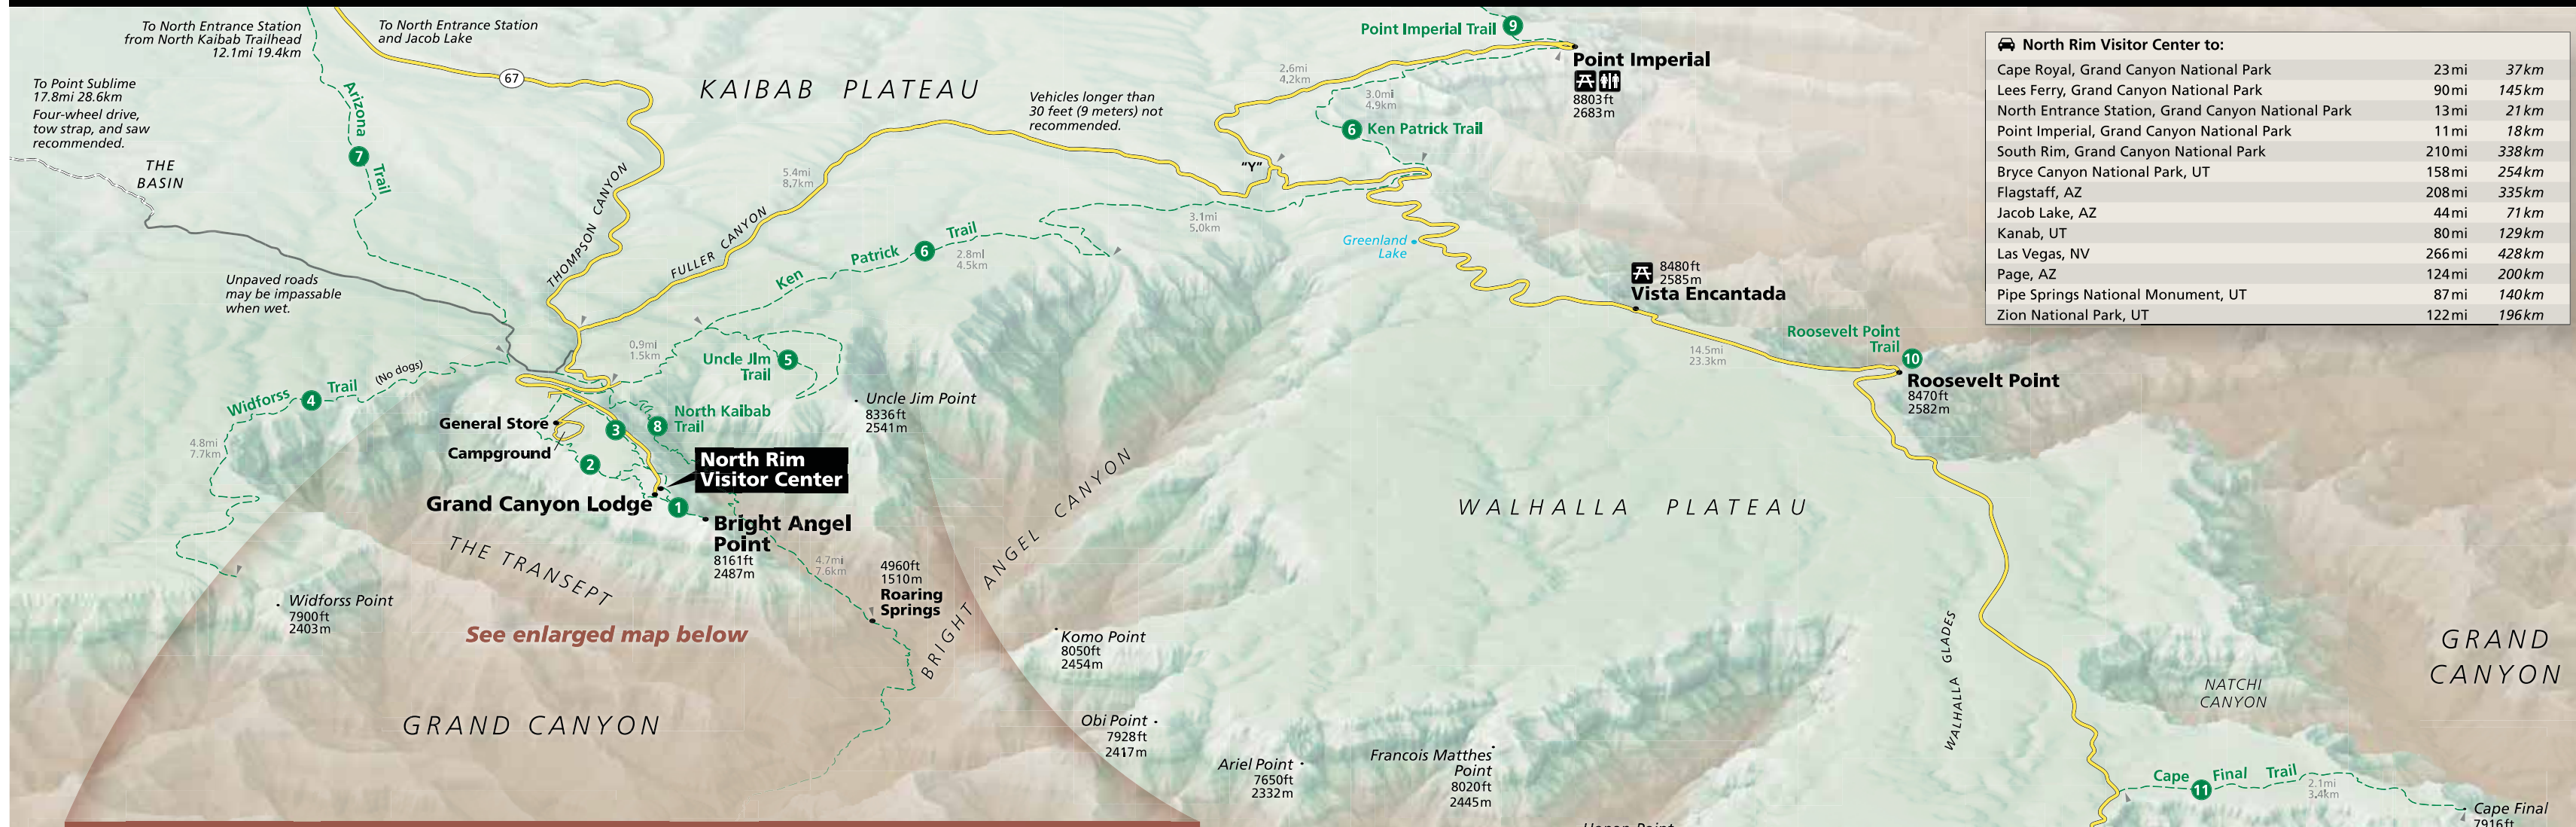 To North Entrance Station
from North Kaibab Trailhead
12.1mi 19.4km
To North Entrance Station
and Jacob Lake
67
To Point Sublime
17.8mi 28.6km
Four-wheel drive,
tow strap, and saw
recommended.
THE
BASIN
Arizona
7
Trail
KAIBAB PLATEAU
Vehicles longer than
30 feet (9 meters) not
recommended.
Point Imperial Trail
9
Point Imperial
8803ft
2683m
2.6mi
4.2km
3.0mi
4.9km
6
Ken Patrick Trail
"Y"
North Rim Visitor Center to:
Cape Royal, Grand Canyon National Park 23mi 37km
Lees Ferry, Grand Canyon National Park 90mi 145km
North Entrance Station, Grand Canyon National Park 13mi 21km
Point Imperial, Grand Canyon National Park 11mi 18km
South Rim, Grand Canyon National Park 210mi 338km
Bryce Canyon National Park, UT 158mi 254km
Flagstaff, AZ 208mi 335km
Jacob Lake, AZ 44mi 71km
Kanab, UT 80mi 129km
Las Vegas, NV 266mi 428km
Page, AZ 124mi 200km
Pipe Springs National Monument, UT 87mi 140km
Zion National Park, UT 122mi 196km
5.4mi
8.7km
THOMPSON CANYON
FULLER CANYON
Ken Patrick
6
Trail
2.8mI
4.5km
3.1mi
5.0km
Greenland
Lake
8480ft
2585m
Vista Encantada
Unpaved roads
may be impassable
when wet.
0.9mi
1.5km
Uncle JIm
Trail
5
Roosevelt Point
Trail
10
14.5mi
23.3km
Roosevelt Point
8470ft
2582m
Widforss
4
Trail
(No dogs)
4.8mi
7.7km
Uncle Jim Point
8336ft
2541m
General Store
Campground
3
8
North Kaibab
Trail
2
North Rim
Visitor Center
Grand Canyon Lodge
1
Bright Angel
Point
8161ft
2487m
THE TRANSEPT
4.7mi
7.6km
4960ft
1510m
Roaring
Springs
BRIGHT ANGEL CANYON
WALHALLA PLATEAU
Widforss Point
7900ft
2403m
See enlarged map below
Komo Point
8050ft
2454m
WALHALLA GLADES
GRAND
CANYON
NATCHI
CANYON
GRAND CANYON
Obi Point
7928ft
2417m
Ariel Point
7650ft
2332m
Francois Matthes
Point
8020ft
2445m
Cape Final Trail
11
2.1mi
3.4km
Cape Final
7916ft